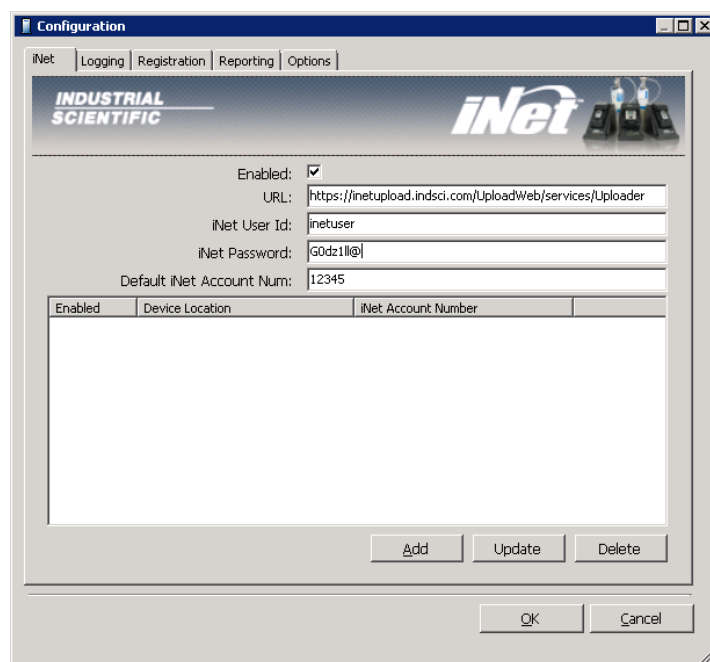 Configuration
iNet Logging Registration Reporting Options
INDUSTRIAL
SCIENTIFIC
iNet
Enabled:
URL: https://inetupload.indsci.com/UploadWeb/services/Uploader
iNet User Id: inetuser
iNet Password: G0dz1ll@
Default iNet Account Num: 12345
Enabled Device Location iNet Account Number
Add Update Delete
OK Cancel